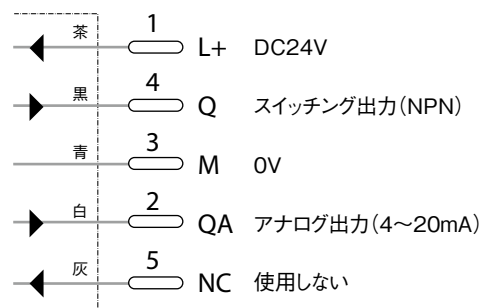 茶 1 L+ DC24V
黒 4 Q スイッチング出力（NPN）
青 3 M 0V
白 2 QA アナログ出力（4～20mA）
灰 5 NC 使用しない